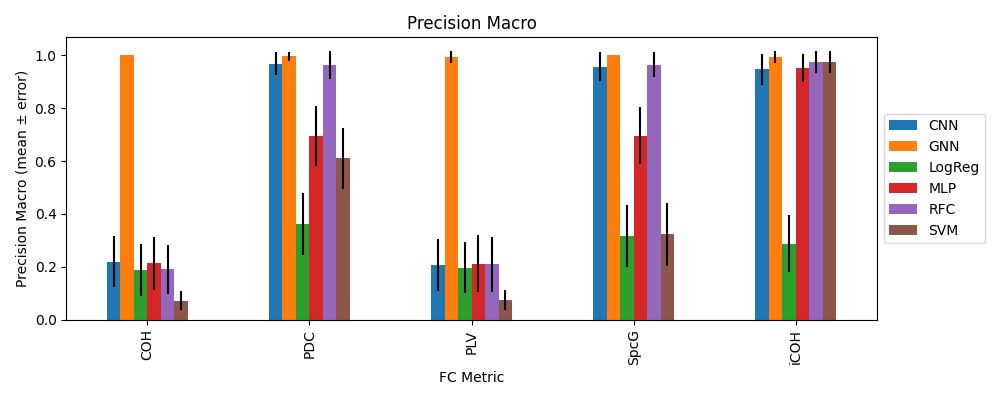 Precision Macro
Precision Macro (mean ± error)
1.0
0.8
0.6
0.4
0.2
0.0
COH
PDC
PLV
SpcG
iCOH
FC Metric
CNN
GNN
LogReg
MLP
RFC
SVM